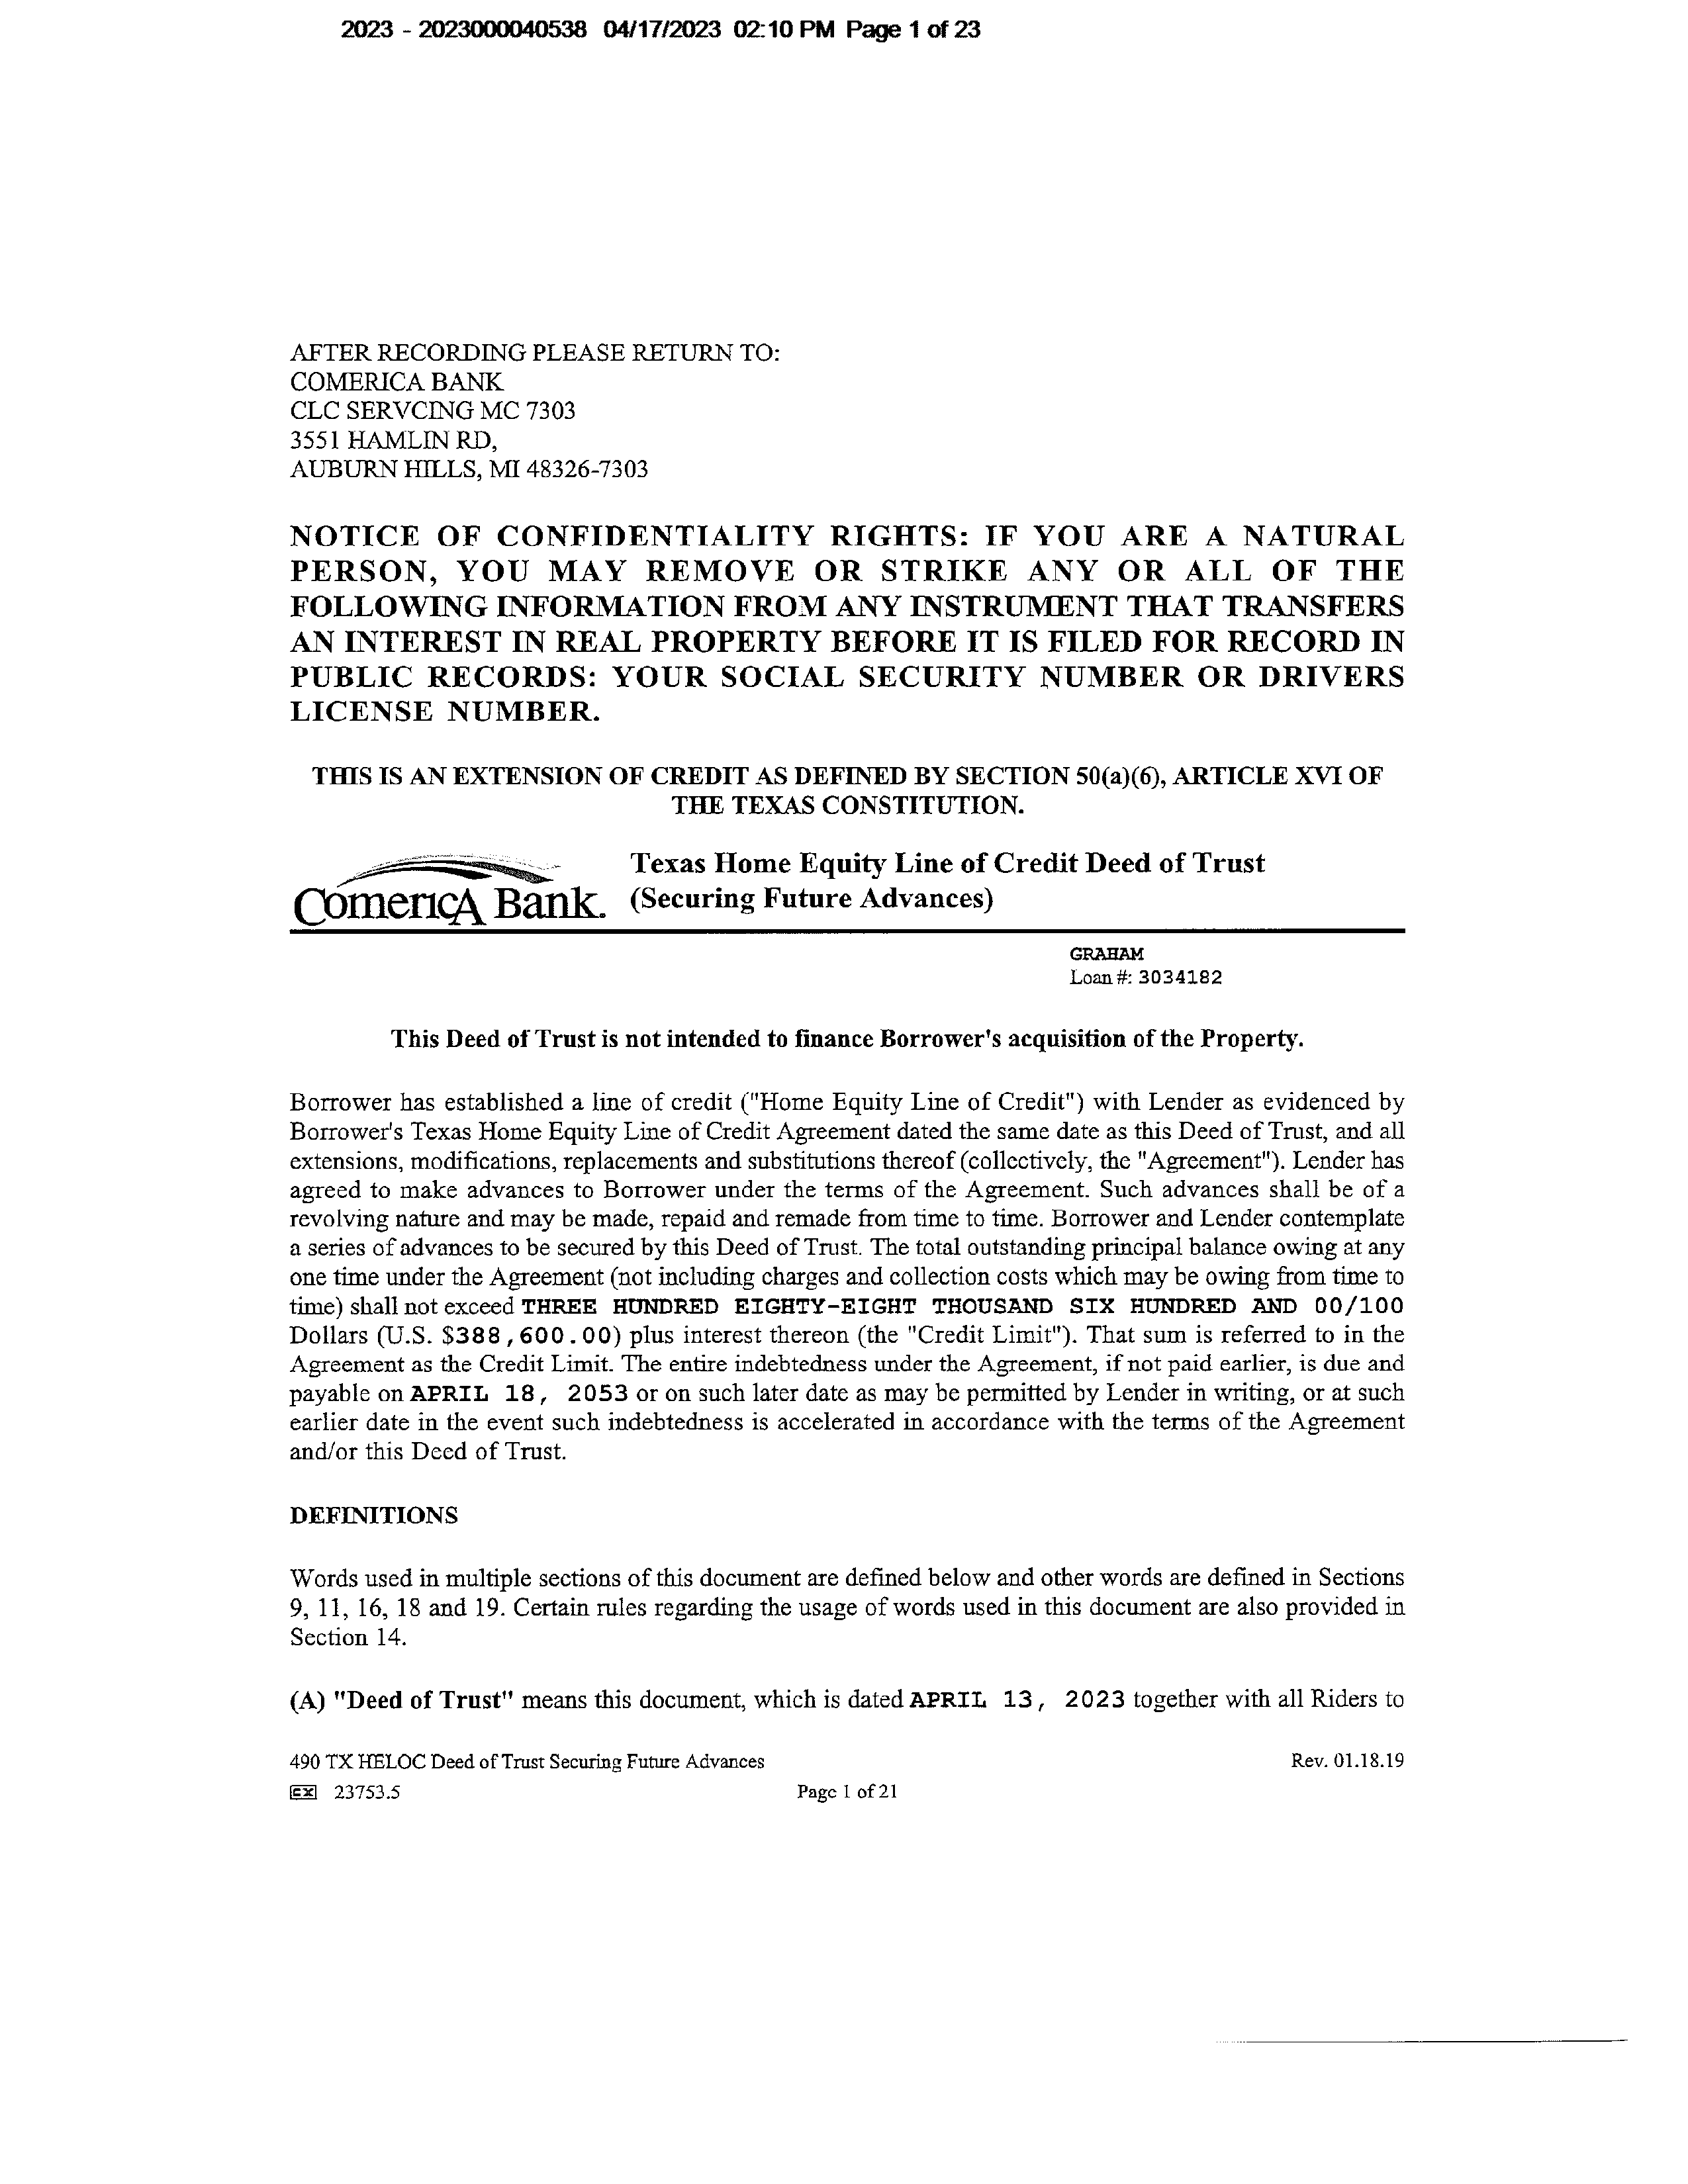 2023 - 2023000040538 04/17/2023 02:10 PM Page 1 of 23
AFTER RECORDING PLEASE RETURN TO:
COMERICA BANK
CLC SERVCING MC 7303
3551 HAMLIN RD,
AUBURN HILLS, MI 48326-7303
NOTICE OF CONFIDENTIALITY RIGHTS: IF YOU ARE A NATURAL
PERSON, YOU MAY REMOVE OR STRIKE ANY OR ALL OF THE
FOLLOWING INFORMATION FROM ANY INSTRUMENT THAT TRANSFERS
AN INTEREST IN REAL PROPERTY BEFORE IT IS FILED FOR RECORD IN
PUBLIC RECORDS: YOUR SOCIAL SECURITY NUMBER OR DRIVERS
LICENSE NUMBER.
THIS IS AN EXTENSION OF CREDIT AS DEFINED BY SECTION 50(a)(6), ARTICLE XVI OF
THE TEXAS CONSTITUTION.
ComericA Bank.
Texas Home Equity Line of Credit Deed of Trust
(Securing Future Advances)
GRAHAM
Loan #: 3034182
This Deed of Trust is not intended to finance Borrower's acquisition of the Property.
Borrower has established a line of credit ("Home Equity Line of Credit") with Lender as evidenced by
Borrower's Texas Home Equity Line of Credit Agreement dated the same date as this Deed of Trust, and all
extensions, modifications, replacements and substitutions thereof (collectively, the "Agreement"). Lender has
agreed to make advances to Borrower under the terms of the Agreement. Such advances shall be of a
revolving nature and may be made, repaid and remade from time to time. Borrower and Lender contemplate
a series of advances to be secured by this Deed of Trust. The total outstanding principal balance owing at any
one time under the Agreement (not including charges and collection costs which may be owing from time to
time) shall not exceed THREE HUNDRED EIGHTY-EIGHT THOUSAND SIX HUNDRED AND 00/100
Dollars (U.S. $388,600.00) plus interest thereon (the "Credit Limit"). That sum is referred to in the
Agreement as the Credit Limit. The entire indebtedness under the Agreement, if not paid earlier, is due and
payable on APRIL 18, 2053 or on such later date as may be permitted by Lender in writing, or at such
earlier date in the event such indebtedness is accelerated in accordance with the terms of the Agreement
and/or this Deed of Trust.
DEFINITIONS
Words used in multiple sections of this document are defined below and other words are defined in Sections
9, 11, 16, 18 and 19. Certain rules regarding the usage of words used in this document are also provided in
Section 14.
(A) "Deed of Trust" means this document, which is dated APRIL 13, 2023 together with all Riders to
490 TX HELOC Deed of Trust Securing Future Advances
Rev. 01.18.19
EX 23753.5
Page 1 of 21